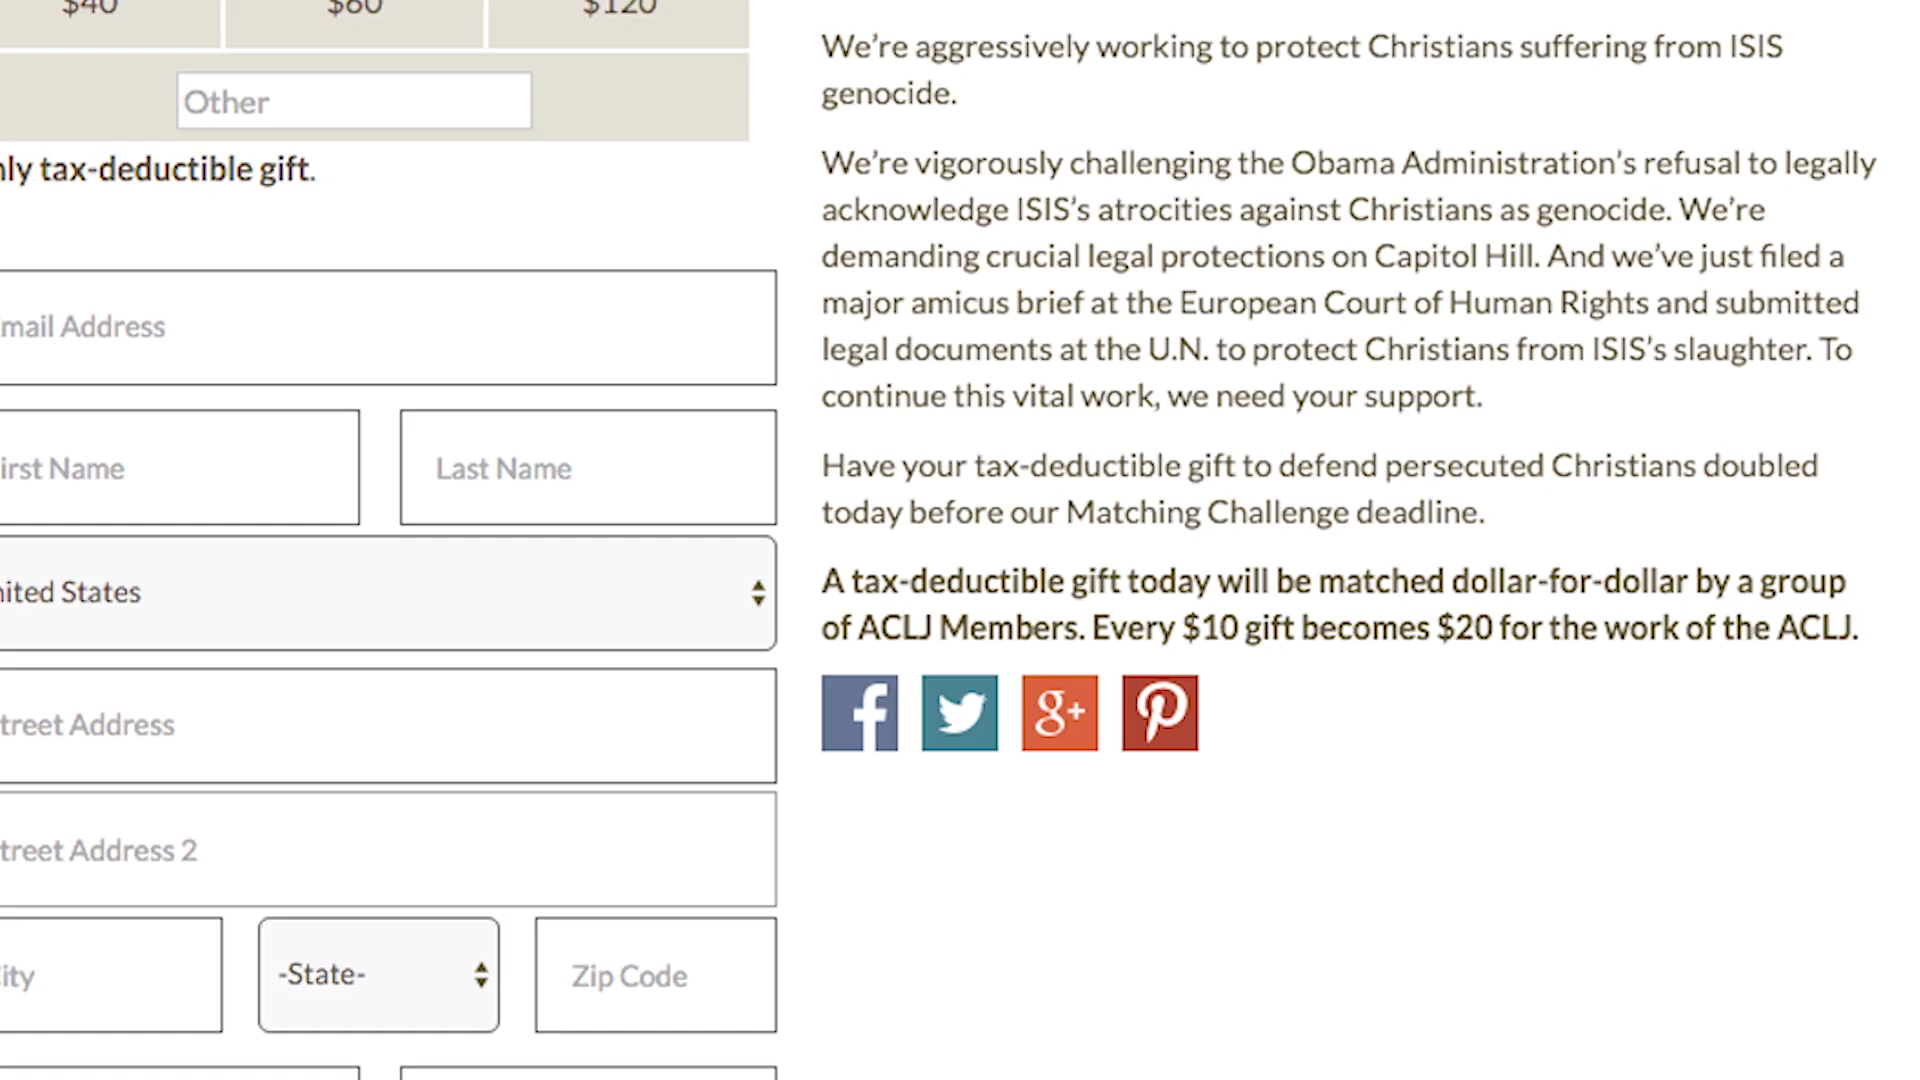 $40 $60 $120
Other
nly tax-deductible gift.
mail Address
irst Name Last Name
ited States
treet Address
treet Address 2
ity -State- Zip Code
We're aggressively working to protect Christians suffering from ISIS
genocide.
We're vigorously challenging the Obama Administration's refusal to legally
acknowledge ISIS's atrocities against Christians as genocide. We're
demanding crucial legal protections on Capitol Hill. And we've just filed a
major amicus brief at the European Court of Human Rights and submitted
legal documents at the U.N. to protect Christians from ISIS's slaughter. To
continue this vital work, we need your support.
Have your tax-deductible gift to defend persecuted Christians doubled
today before our Matching Challenge deadline.
A tax-deductible gift today will be matched dollar-for-dollar by a group
of ACLJ Members. Every $10 gift becomes $20 for the work of the ACLJ.
f g+